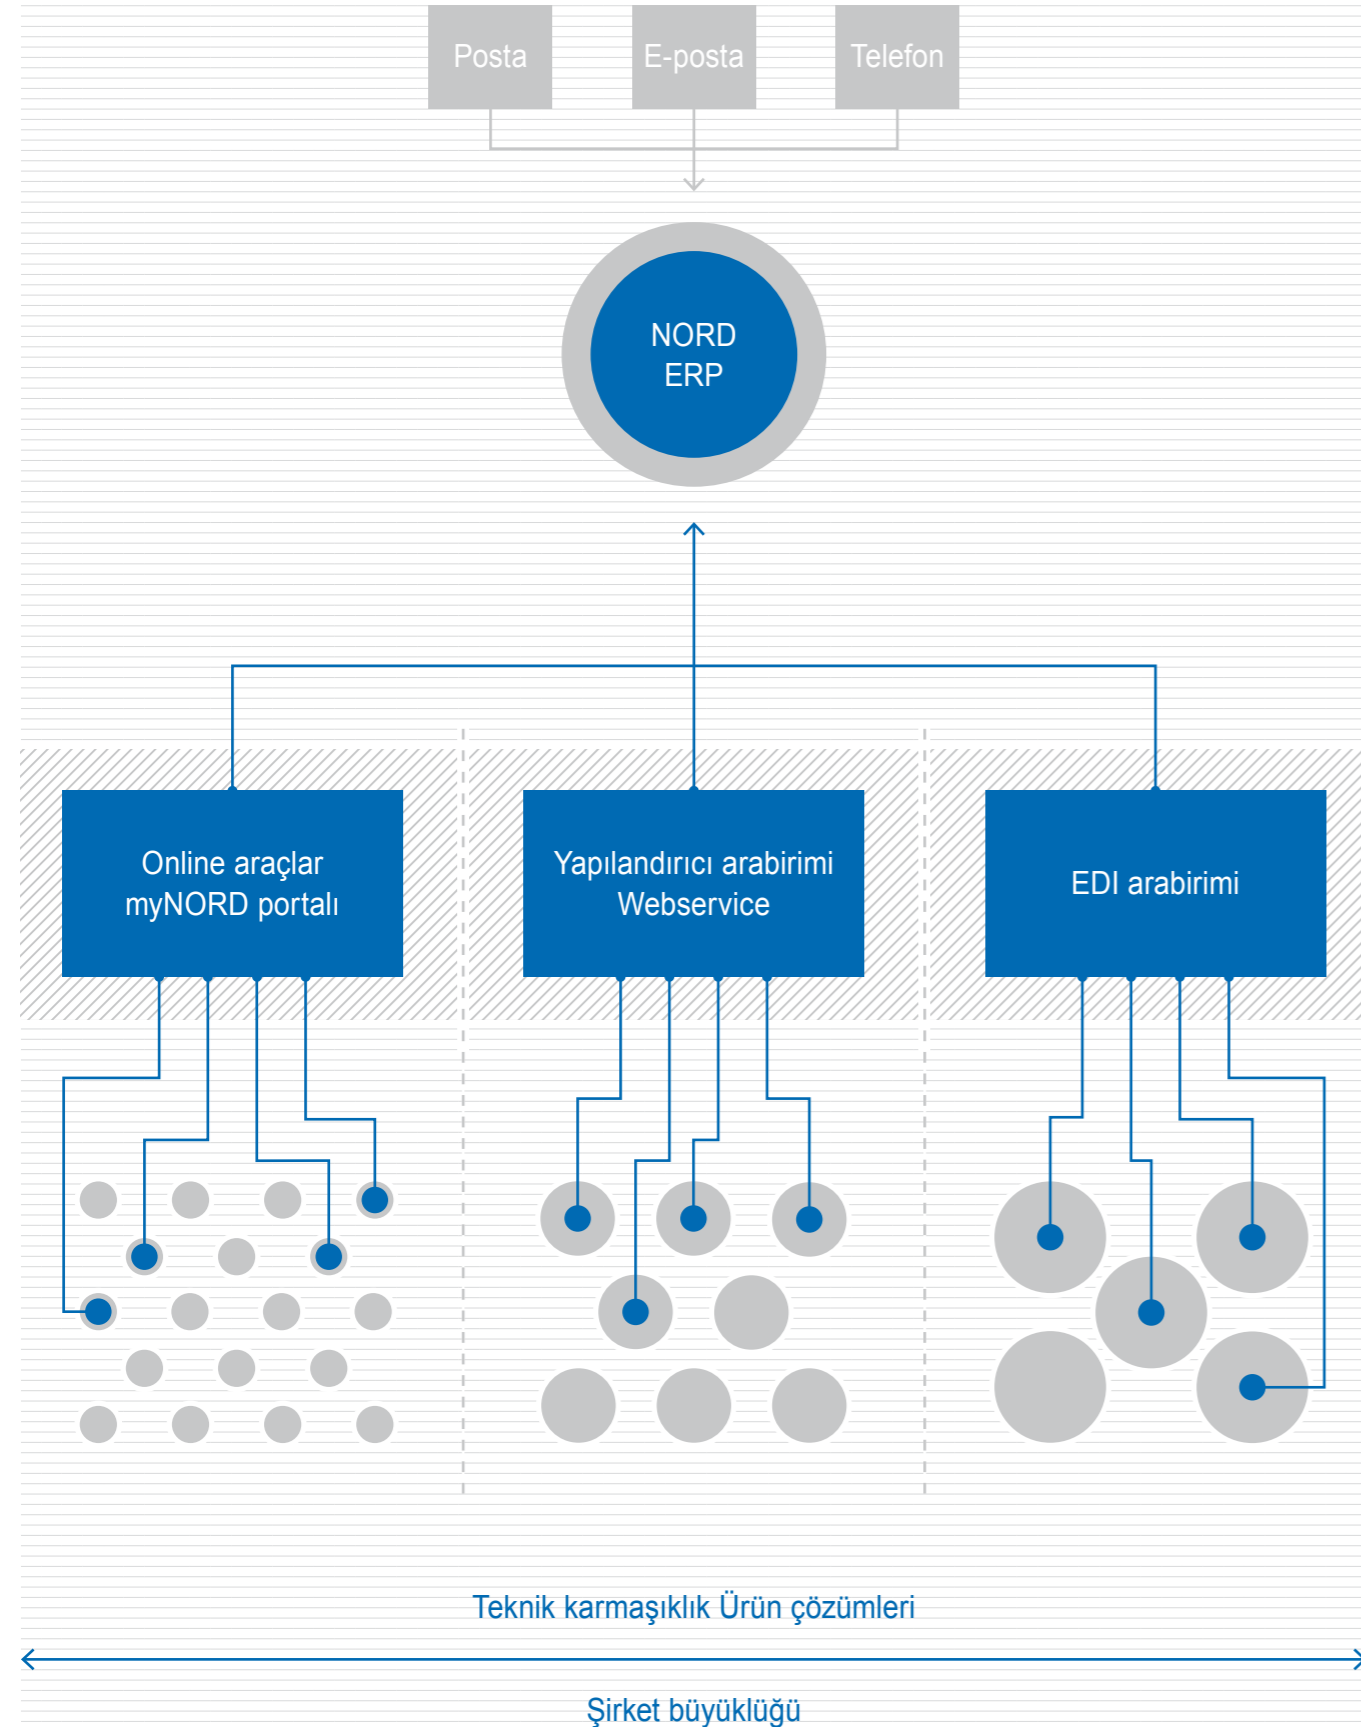 Posta
E-posta
Telefon
NORD
ERP
Online araçlar
myNORD portalı
Yapılandırıcı arabirimi
Webservice
EDI arabirimi
Teknik karmaşıklık Ürün çözümleri
Şirket büyüklüğü